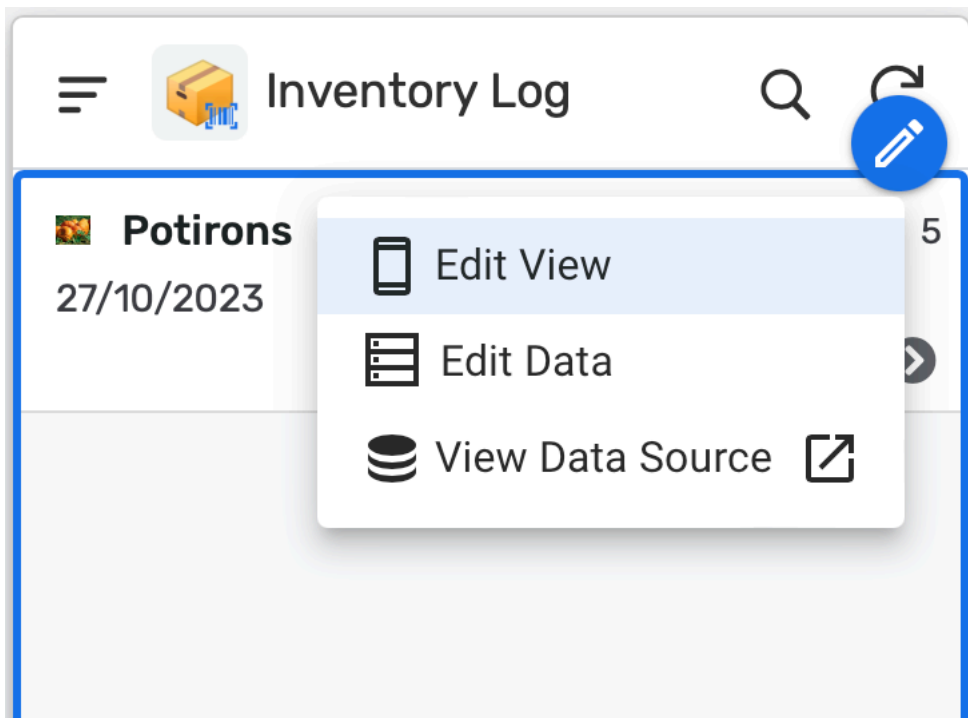 Inventory Log
Potirons
5
27/10/2023
Edit View
Edit Data
View Data Source